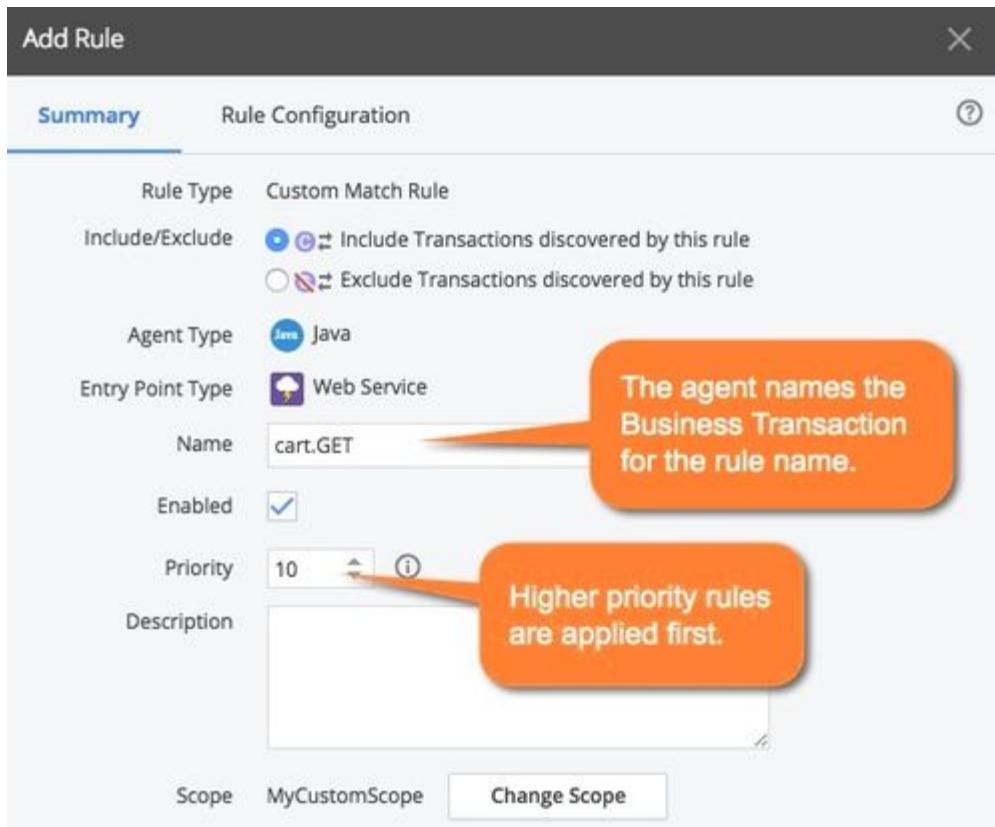 Add Rule
Summary Rule Configuration
Rule Type Custom Match Rule
Include/Exclude Include Transactions discovered by this rule
Exclude Transactions discovered by this rule
Agent Type Java Java
Entry Point Type Web Service
Name cart.GET
The agent names the
Business Transaction
for the rule name.
Enabled
Priority 10
Higher priority rules
are applied first.
Description
Scope MyCustomScope Change Scope